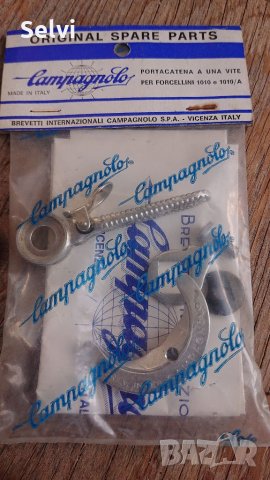 Selvi
ORIGINAL SPARE PARTS
Campagnolo
MADE IN ITALY
PORTACATENA A UNA VITE
PER FORCELLINI 1010 e 1010/A
BREVETTI INTERNAZIONALI CAMPAGNOLO S.P.A. - VICENZA ITALY
Campagnolo
Campagnolo
Campagnolo
Campagnolo
Campagnolo
Campagnolo
bazar